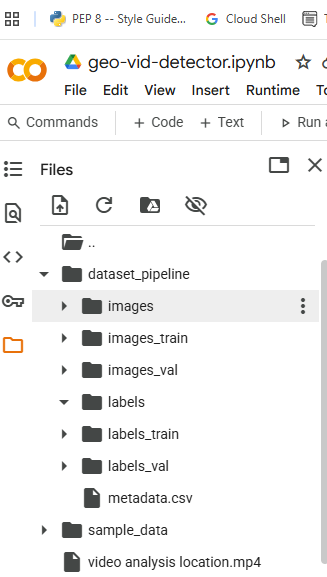 PEP 8 -- Style Guide...
Cloud Shell
geo-vid-detector.ipynb
File Edit View Insert Runtime
Commands + Code + Text Run
Files
..
dataset_pipeline
images
images_train
images_val
labels
labels_train
labels_val
metadata.csv
sample_data
video analysis location.mp4